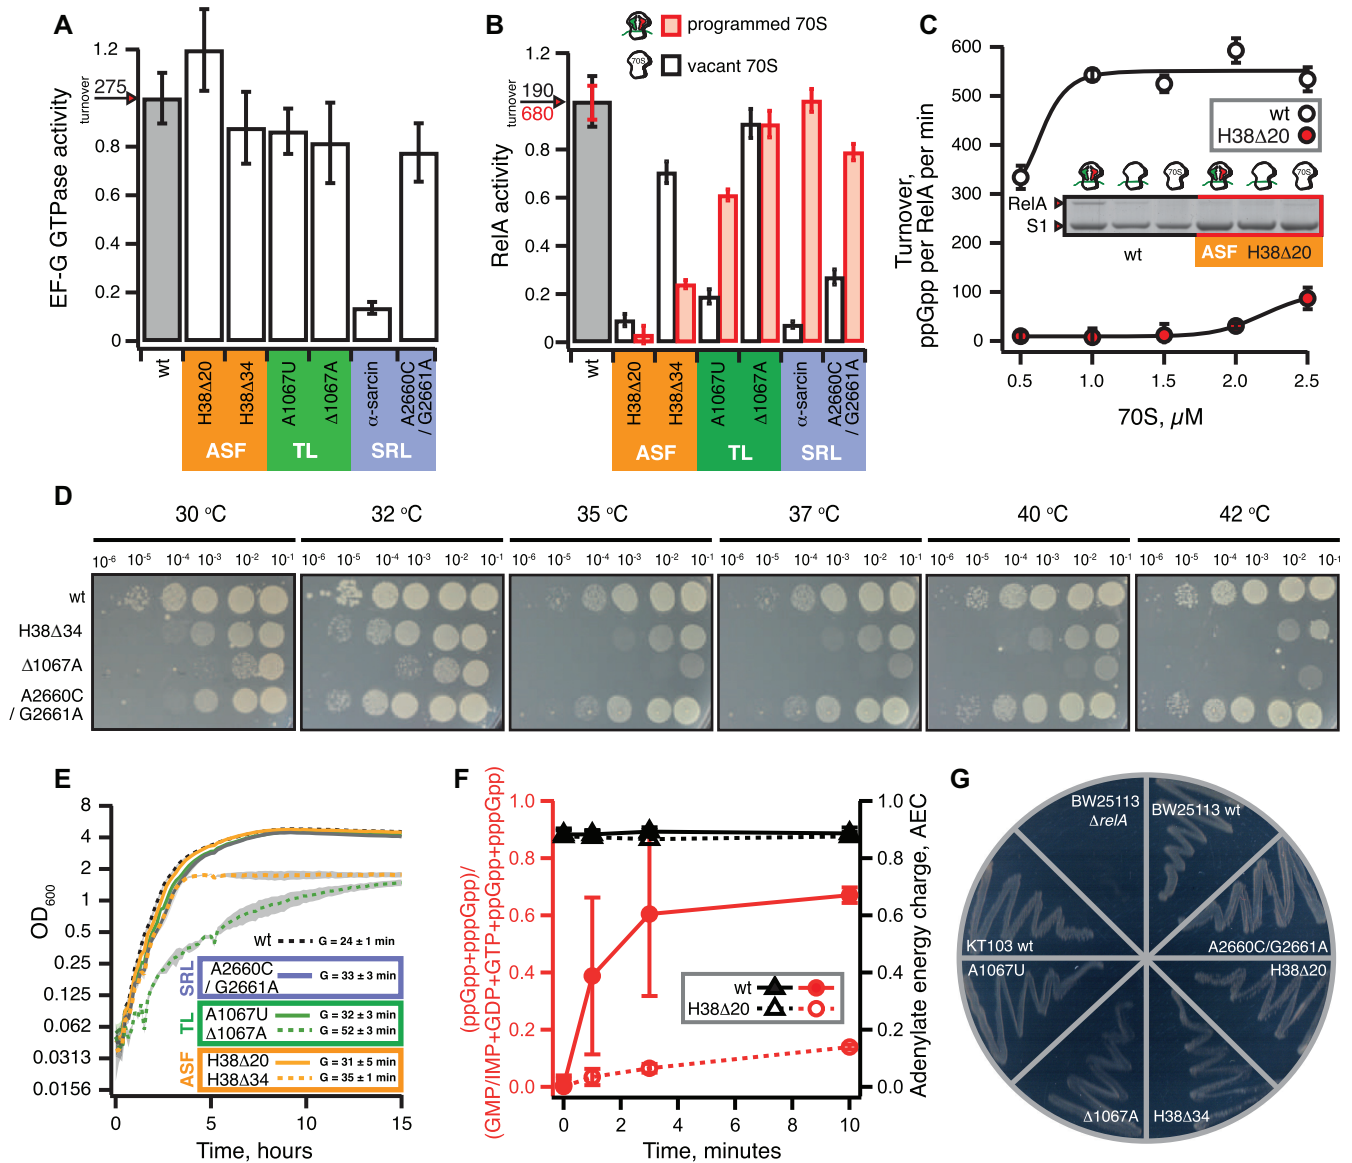 A
EF-G GTPase activity
1.2
0.8
0.6
0.4
0.2
0
275
turnover
wt
H38Δ20
H38Δ34
A1067U
Δ1067A
α-sarcin
A2660C
/ G2661A
ASF
TL
SRL
B
programmed 70S
70S
vacant 70S
RelA activity
1.2
0.8
0.6
0.4
0.2
0
turnover
190
680
wt
H38Δ20
H38Δ34
A1067U
Δ1067A
α-sarcin
A2660C
/ G2661A
ASF
TL
SRL
C
Turnover,
ppGpp per RelA per min
600
500
400
300
200
100
0
wt
H38Δ20
70S
70S
RelA
S1
wt
ASF H38Δ20
0.5
1.0
1.5
2.0
2.5
70S, μM
D
30 °C
32 °C
35 °C
37 °C
40 °C
42 °C
10⁻⁶ 10⁻⁵ 10⁻⁴ 10⁻³ 10⁻² 10⁻¹
10⁻⁶ 10⁻⁵ 10⁻⁴ 10⁻³ 10⁻² 10⁻¹
10⁻⁶ 10⁻⁵ 10⁻⁴ 10⁻³ 10⁻² 10⁻¹
10⁻⁶ 10⁻⁵ 10⁻⁴ 10⁻³ 10⁻² 10⁻¹
10⁻⁶ 10⁻⁵ 10⁻⁴ 10⁻³ 10⁻² 10⁻¹
10⁻⁶ 10⁻⁵ 10⁻⁴ 10⁻³ 10⁻² 10⁻¹
wt
H38Δ34
Δ1067A
A2660C
/ G2661A
E
OD₆₀₀
8
4
2
1
0.5
0.25
0.125
0.062
0.0313
0.0156
wt G = 24 ± 1 min
SRL
A2660C
/ G2661A
G = 33 ± 3 min
TL
A1067U G = 32 ± 3 min
Δ1067A G = 52 ± 3 min
ASF
H38Δ20 G = 31 ± 5 min
H38Δ34 G = 35 ± 1 min
0
5
10
15
Time, hours
F
(ppGpp+pppGpp)/
(GMP/IMP+GDP+GTP+ppGpp+pppGpp)
1.0
0.8
0.6
0.4
0.2
0.0
wt
H38Δ20
1.0
0.8
0.6
0.4
0.2
0.0
Adenylate energy charge, AEC
0
2
4
6
8
10
Time, minutes
G
BW25113
ΔrelA
BW25113 wt
KT103 wt
A2660C/G2661A
A1067U
H38Δ20
Δ1067A
H38Δ34